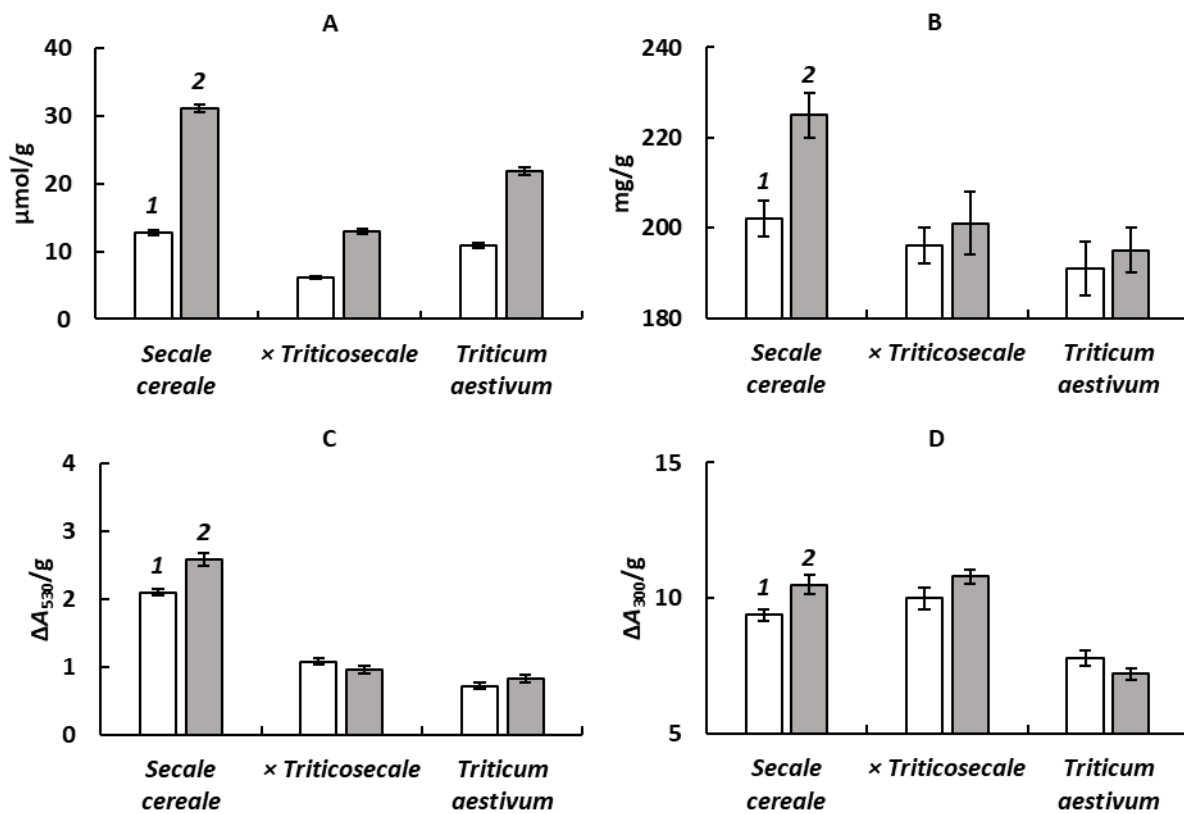 A
40
30
20
10
0
μmol/g
1
2
Secale
cereale
× Triticosecale
Triticum
aestivum
B
240
220
200
180
mg/g
1
2
Secale
cereale
× Triticosecale
Triticum
aestivum
C
4
3
2
1
0
ΔA₅₃₀/g
1
2
Secale
cereale
× Triticosecale
Triticum
aestivum
D
15
10
5
ΔA₃₀₀/g
1
2
Secale
cereale
× Triticosecale
Triticum
aestivum